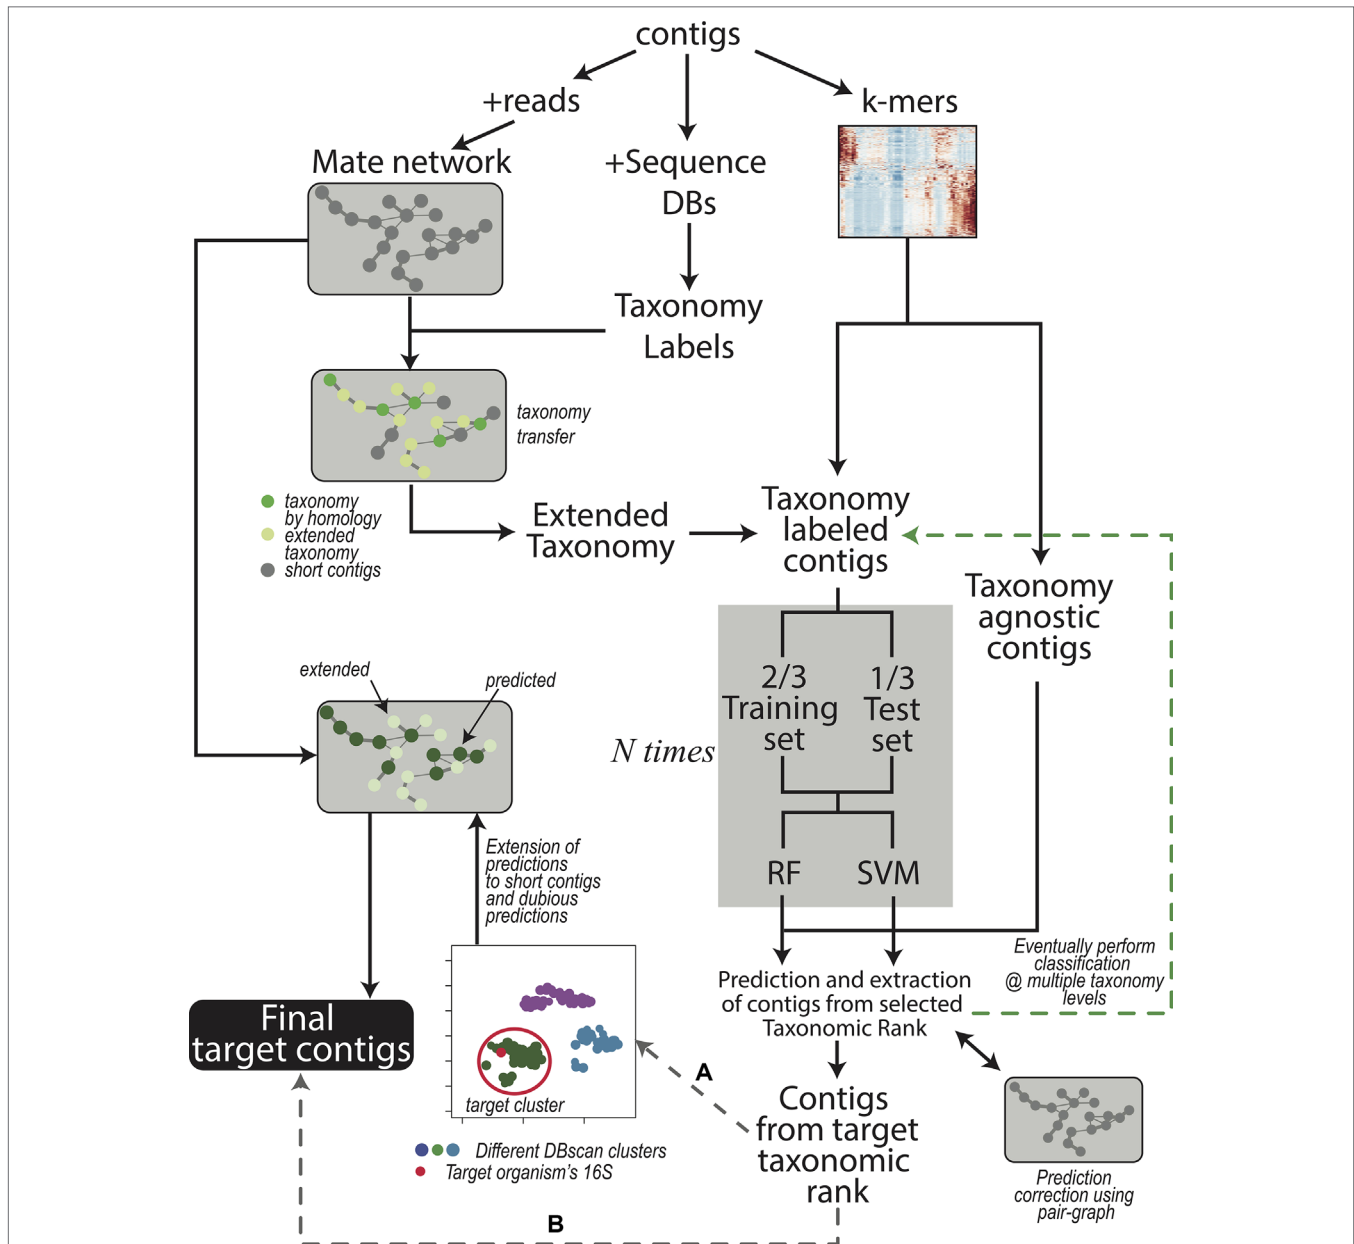 contigs
+reads
k-mers
Mate network
+Sequence
DBs
Taxonomy
Labels
taxonomy
transfer
taxonomy
by homology
extended
taxonomy
short contigs
Extended
Taxonomy
Taxonomy
labeled
contigs
Taxonomy
agnostic
contigs
2/3
Training
set
1/3
Test
set
N times
RF
SVM
extended
predicted
Extension of
predictions
to short contigs
and dubious
predictions
Eventually perform
classification
@ multiple taxonomy
levels
Prediction and extraction
of contigs from selected
Taxonomic Rank
Final
target contigs
A
target cluster
Contigs
from target
taxonomic
rank
Different DBscan clusters
Target organism's 16S
Prediction
correction using
pair-graph
B